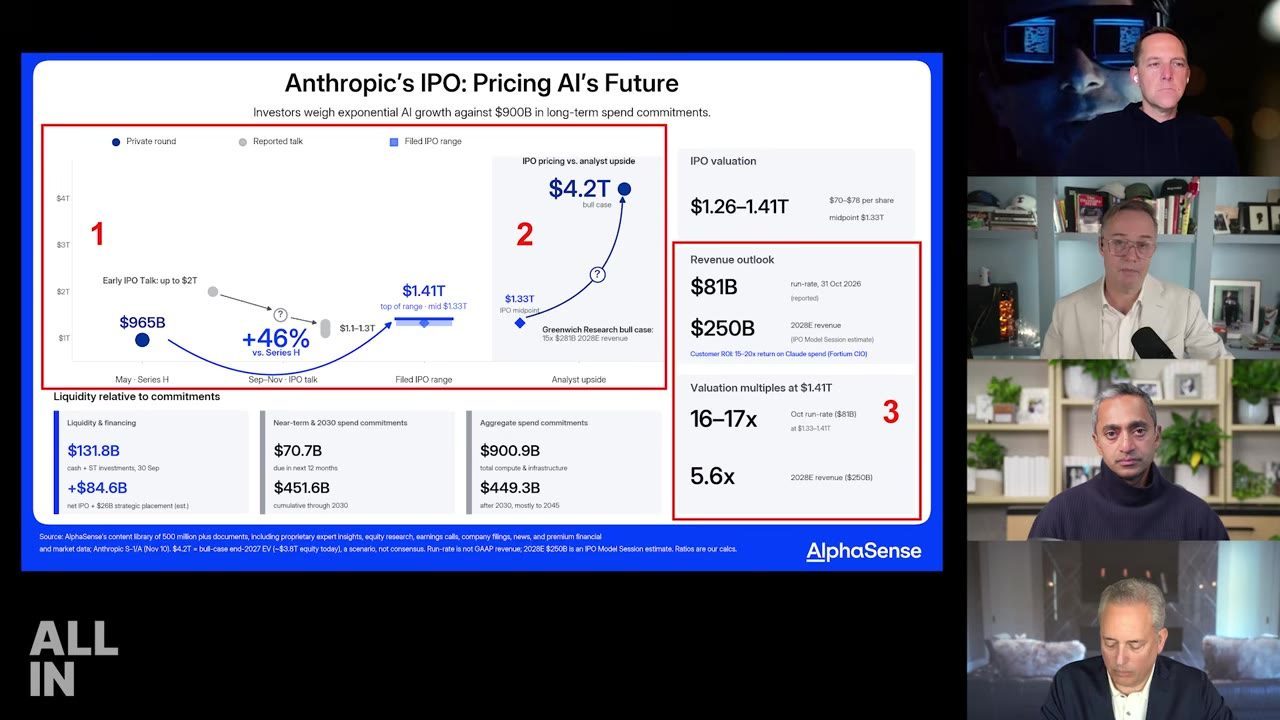 Anthropic's IPO: Pricing AI's Future
Investors weigh exponential AI growth against $900B in long-term spend commitments.
Private round
Reported talk
Filed IPO range
$4T
$3T
$2T
$1T
1
Early IPO Talk: up to $2T
$965B
?
+46%
vs. Series H
$1.1–1.3T
$1.41T
top of range · mid $1.33T
May · Series H
Sep–Nov · IPO talk
Filed IPO range
Analyst upside
IPO pricing vs. analyst upside
$4.2T
bull case
2
?
$1.33T
IPO midpoint
Greenwich Research bull case:
15x $281B 2028E revenue
IPO valuation
$1.26–1.41T
$70–$78 per share
midpoint $1.33T
Revenue outlook
$81B
run-rate, 31 Oct 2026
(reported)
$250B
2028E revenue
(IPO Model Session estimate)
Customer ROI: 15–20x return on Claude spend (Fortium CIO)
Valuation multiples at $1.41T
16–17x
Oct run-rate ($81B)
at $1.33–1.41T
3
5.6x
2028E revenue ($250B)
Liquidity relative to commitments
Liquidity & financing
$131.8B
cash + ST investments, 30 Sep
+$84.6B
net IPO + $26B strategic placement (est.)
Near-term & 2030 spend commitments
$70.7B
due in next 12 months
$451.6B
cumulative through 2030
Aggregate spend commitments
$900.9B
total compute & infrastructure
$449.3B
after 2030, mostly to 2045
Source: AlphaSense's content library of 500 million plus documents, including proprietary expert insights, equity research, earnings calls, company filings, news, and premium financial
and market data; Anthropic S-1/A (Nov 10). $4.2T = bull-case end-2027 EV (~$3.8T equity today), a scenario, not consensus. Run-rate is not GAAP revenue; 2028E $250B is an IPO Model Session estimate. Ratios are our calcs.
AlphaSense
ALL
IN